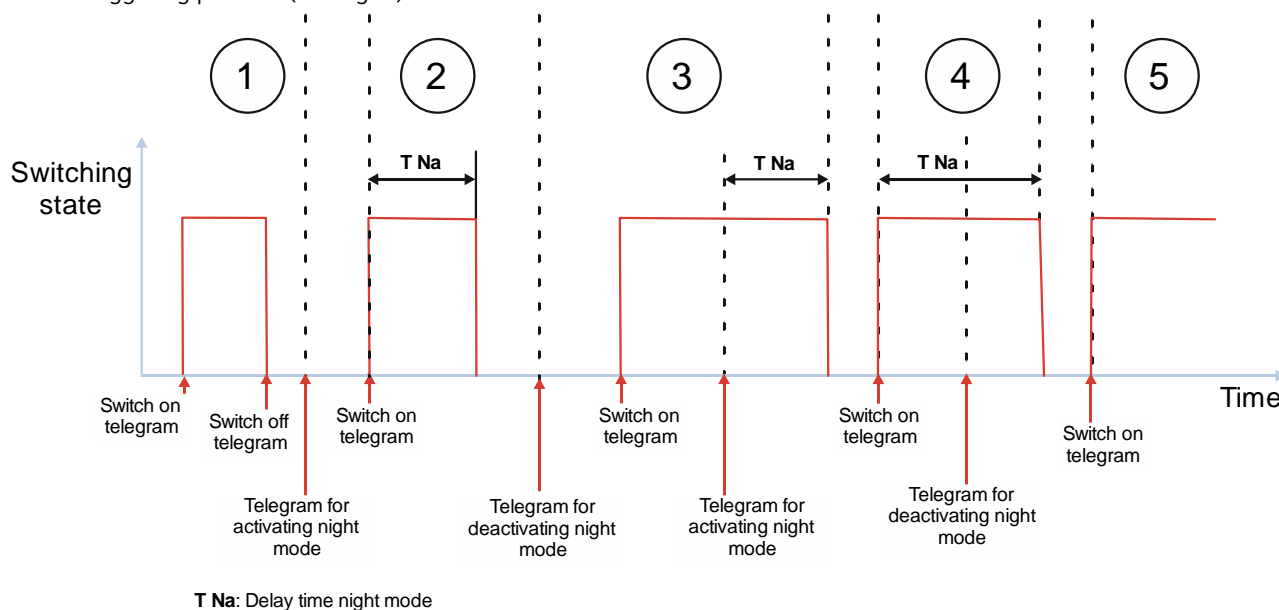 1
2
3
4
5
T Na
T Na
T Na
Switching
state
Time
Switch on
telegram
Switch off
telegram
Switch on
telegram
Switch on
telegram
Switch on
telegram
Switch on
telegram
Telegram for
activating night
mode
Telegram for
deactivating night
mode
Telegram for
activating night
mode
Telegram for
deactivating night
mode
T Na: Delay time night mode